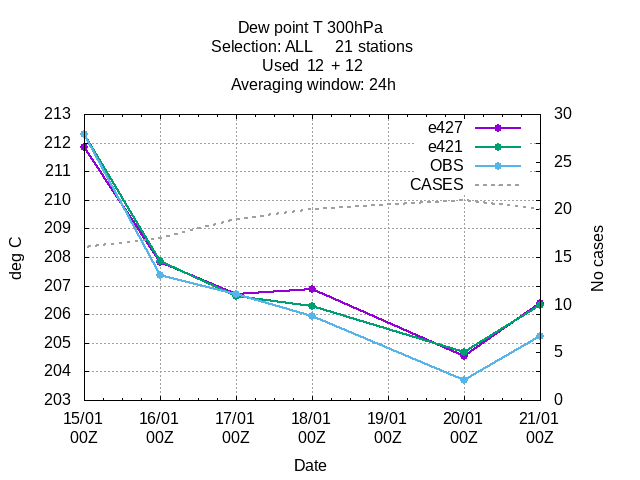 Dew point T 300hPa
Selection: ALL     21 stations
Used  12 + 12
Averaging window: 24h
213
212
211
210
209
208
207
206
205
204
203
deg C
30
25
20
15
10
5
0
No cases
e427
e421
OBS
CASES
15/01 16/01 17/01 18/01 19/01 20/01 21/01
00Z 00Z 00Z 00Z 00Z 00Z 00Z
Date